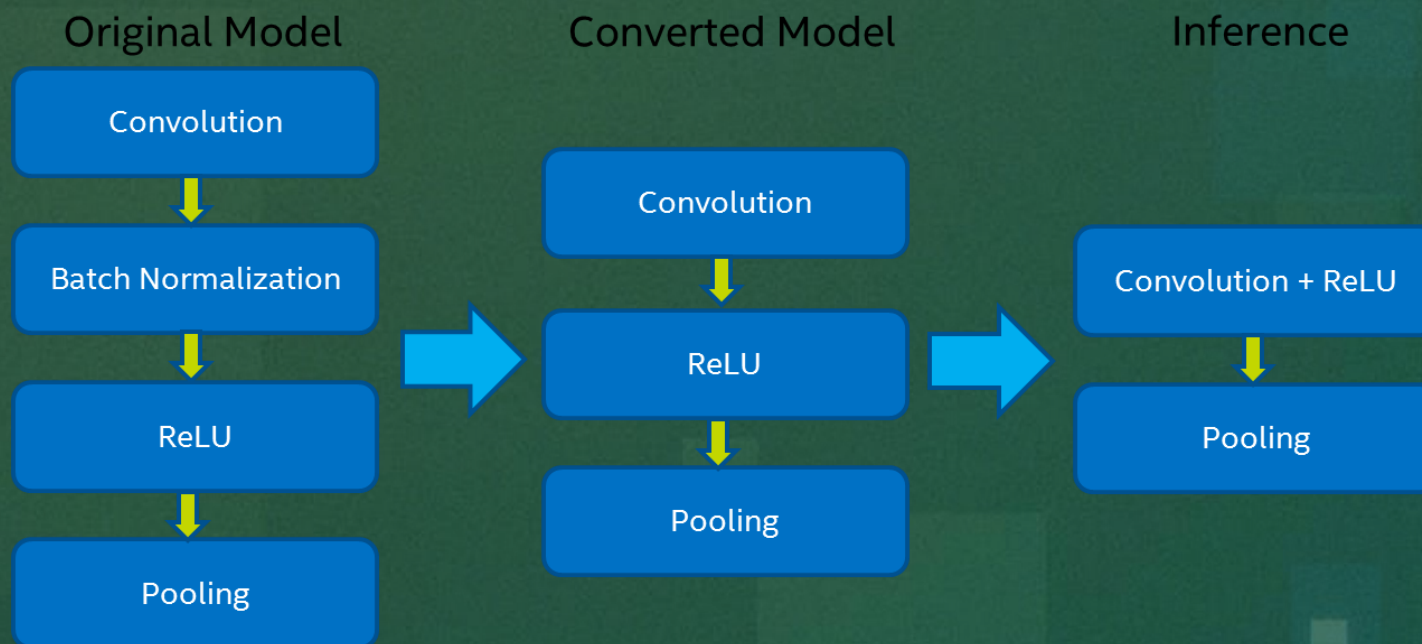 Original Model
Convolution
Batch Normalization
ReLU
Pooling
Converted Model
Convolution
ReLU
Pooling
Inference
Convolution + ReLU
Pooling